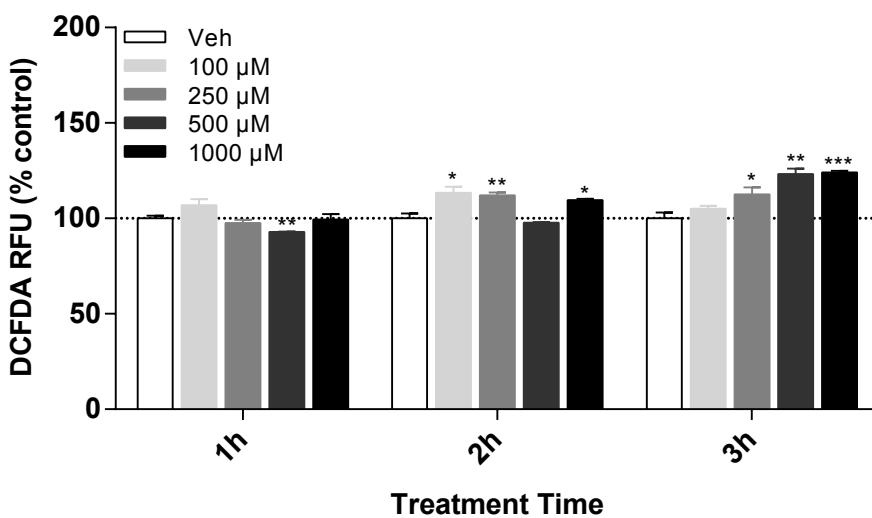 200
150
100
50
0
DCFDA RFU (% control)
Veh
100 µM
250 µM
500 µM
1000 µM
**
*
**
*
*
**
***
1h
2h
3h
Treatment Time